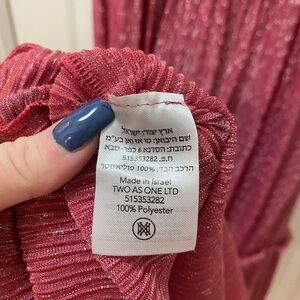 ארץ יצור: ישראל
שם היבואן: טו אז וואן בע"מ
כתובת: הסדנא 6 כפר-סבא
ח.פ. 515353282
הרכב הבד: 100% פוליאסטר
Made in Israel
TWO AS ONE LTD
515353282
100% Polyester